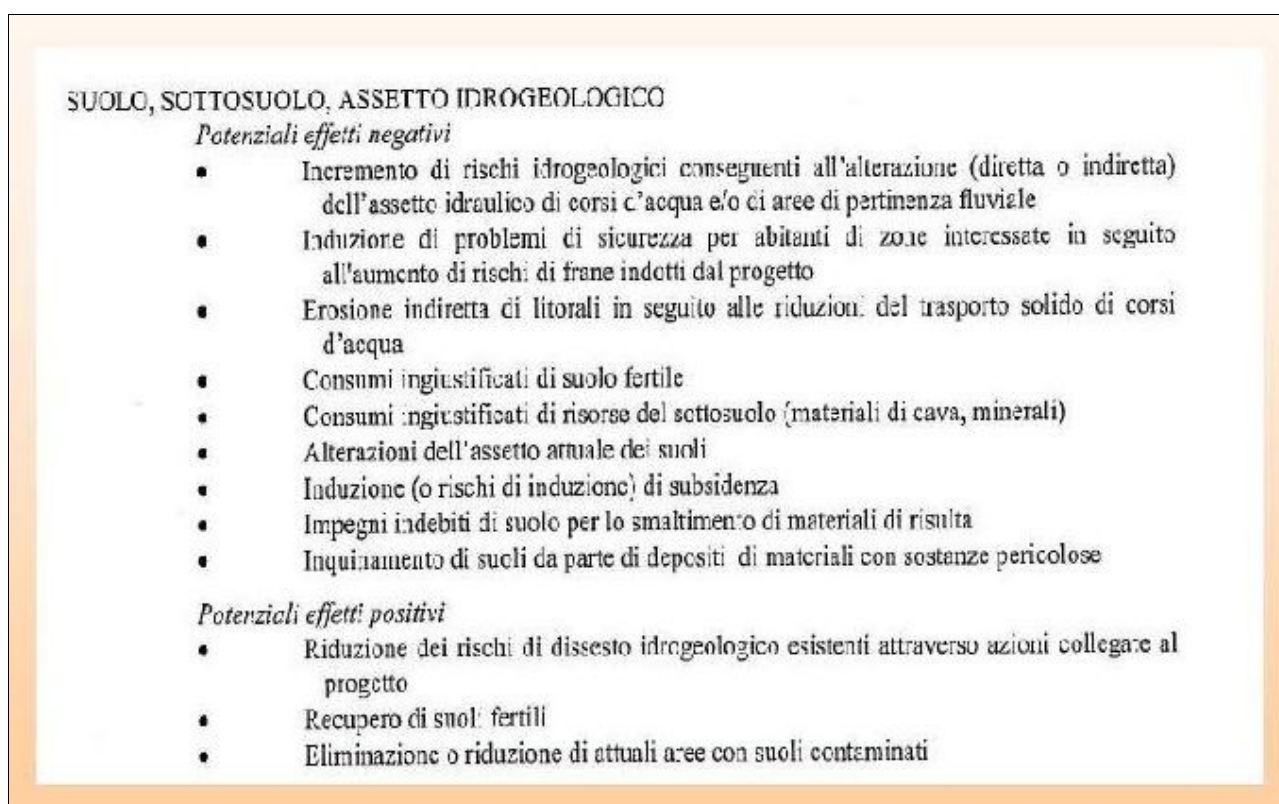 SUOLO, SOTTOSUOLO, ASSETTO IDROGEOLOGICO
Potenziali effetti negativi
• Incremento di rischi idrogeologici conseguenti all'alterazione (diretta o indiretta)
dell'assetto idraulico di corsi d'acqua e/o di aree di pertinenza fluviale
• Induzione di problemi di sicurezza per abitanti di zone interessate in seguito
all'aumento di rischi di frane indotti dal progetto
• Erosione indiretta di litorali in seguito alle riduzioni del trasporto solido di corsi
d'acqua
• Consumi ingiustificati di suolo fertile
• Consumi ingiustificati di risorse del sottosuolo (materiali di cava, minerali)
• Alterazioni dell'assetto attuale dei suoli
• Induzione (o rischi di induzione) di subsidenza
• Impegni indebiti di suolo per lo smaltimento di materiali di risulta
• Inquinamento di suoli da parte di depositi di materiali con sostanze pericolose
Potenziali effetti positivi
• Riduzione dei rischi di dissesto idrogeologico esistenti attraverso azioni collegate al
progetto
• Recupero di suoli fertili
• Eliminazione o riduzione di attuali aree con suoli contaminati